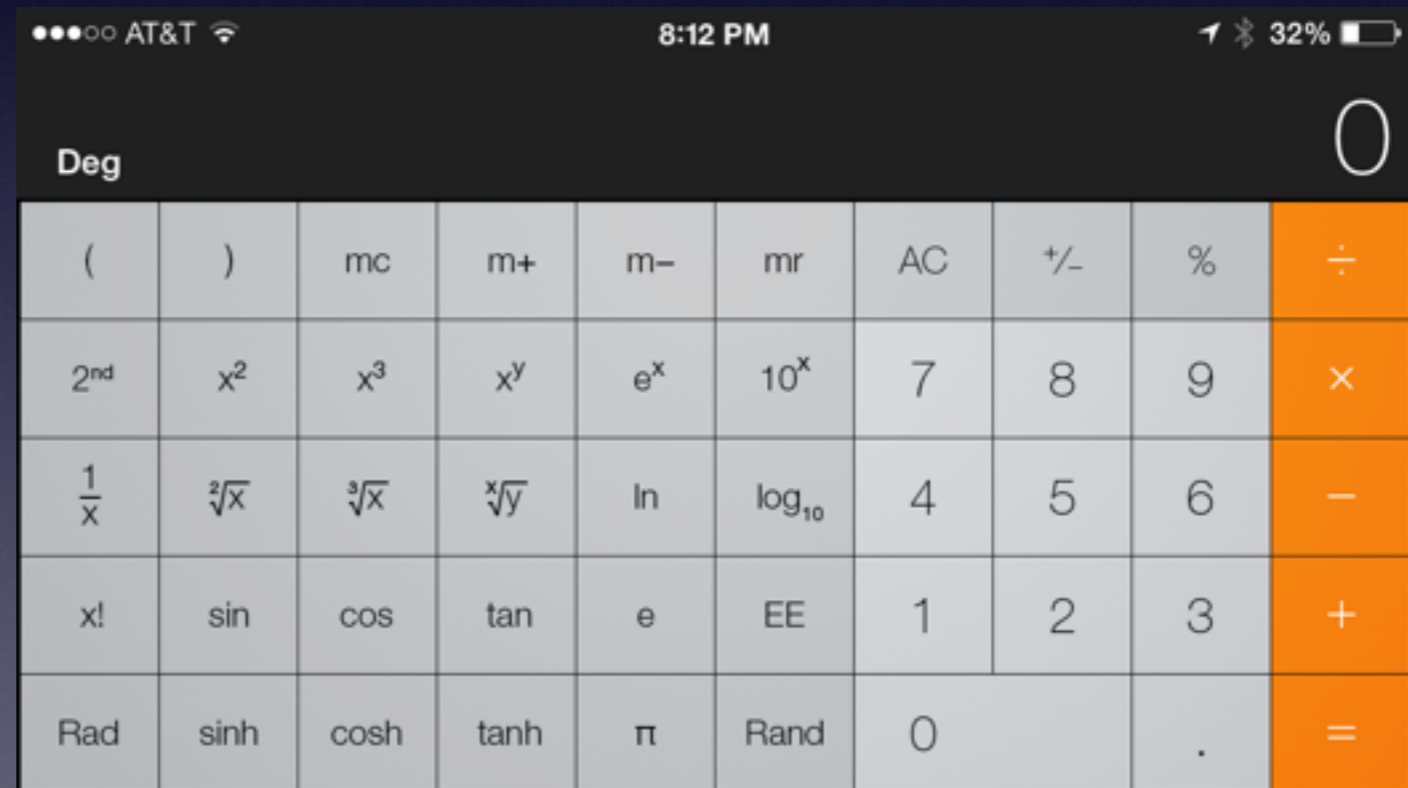 ●●●○○ AT&T 8:12 PM 32%
0
Deg
( ) mc m+ m− mr AC +/− % ÷
2ⁿᵈ x² x³ xʸ eˣ 10ˣ 7 8 9 ×
1/x ²√x ³√x ˣ√y ln log₁₀ 4 5 6 −
x! sin cos tan e EE 1 2 3 +
Rad sinh cosh tanh π Rand 0 . =